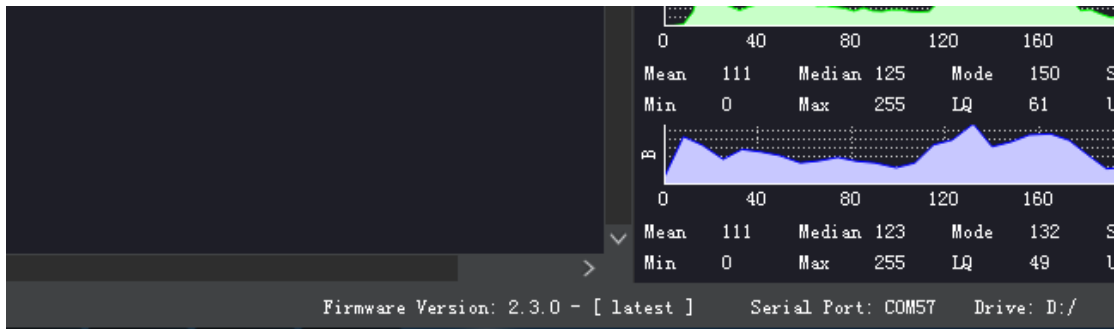 0 40 80 120 160
Mean 111 Median 125 Mode 150 S
Min 0 Max 255 LQ 61
B
0 40 80 120 160
Mean 111 Median 123 Mode 132 S
Min 0 Max 255 LQ 49
Firmware Version: 2.3.0 - [ latest ] Serial Port: COM57 Drive: D:/